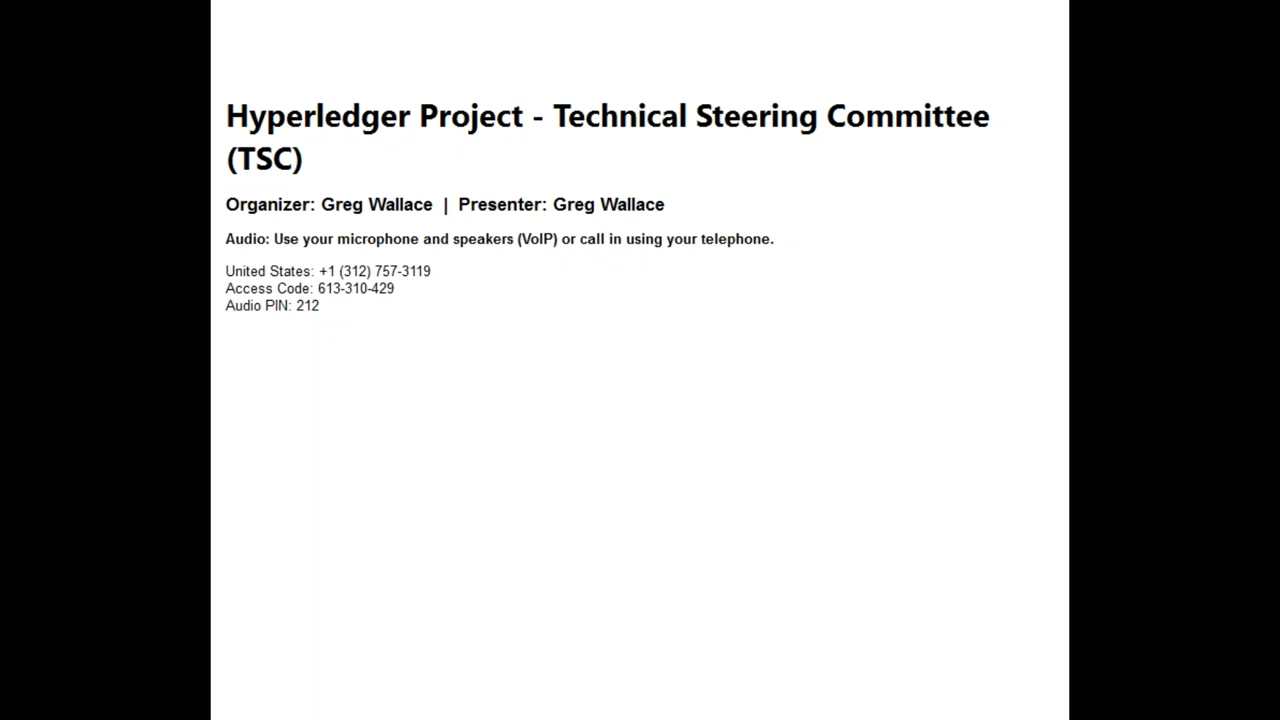 Hyperledger Project - Technical Steering Committee
(TSC)
Organizer: Greg Wallace | Presenter: Greg Wallace
Audio: Use your microphone and speakers (VoIP) or call in using your telephone.
United States: +1 (312) 757-3119
Access Code: 613-310-429
Audio PIN: 212